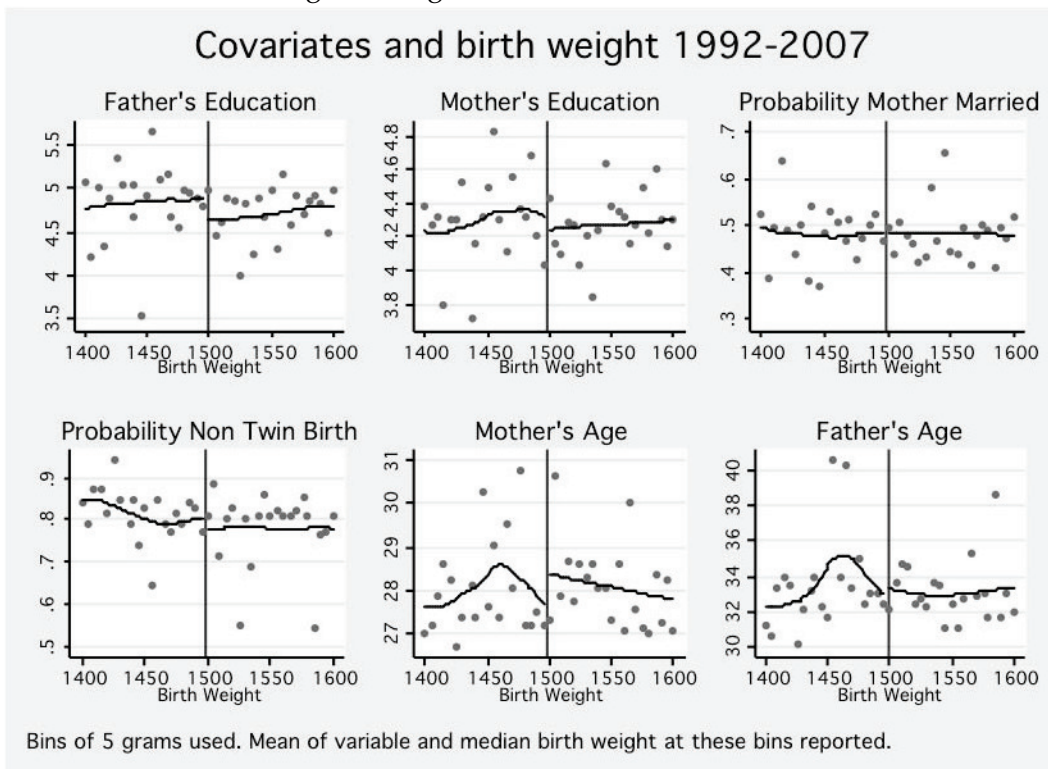 Covariates and birth weight 1992-2007
Father's Education
5.5
5
4.5
4
3.5
1400 1450 1500 1550 1600
Birth Weight
Mother's Education
4.8
4.6
4.4
4.2
4
3.8
1400 1450 1500 1550 1600
Birth Weight
Probability Mother Married
.7
.6
.5
.4
.3
1400 1450 1500 1550 1600
Birth Weight
Probability Non Twin Birth
.9
.8
.7
.6
.5
1400 1450 1500 1550 1600
Birth Weight
Mother's Age
31
30
29
28
27
1400 1450 1500 1550 1600
Birth Weight
Father's Age
40
38
36
34
32
30
1400 1450 1500 1550 1600
Birth Weight
Bins of 5 grams used. Mean of variable and median birth weight at these bins reported.